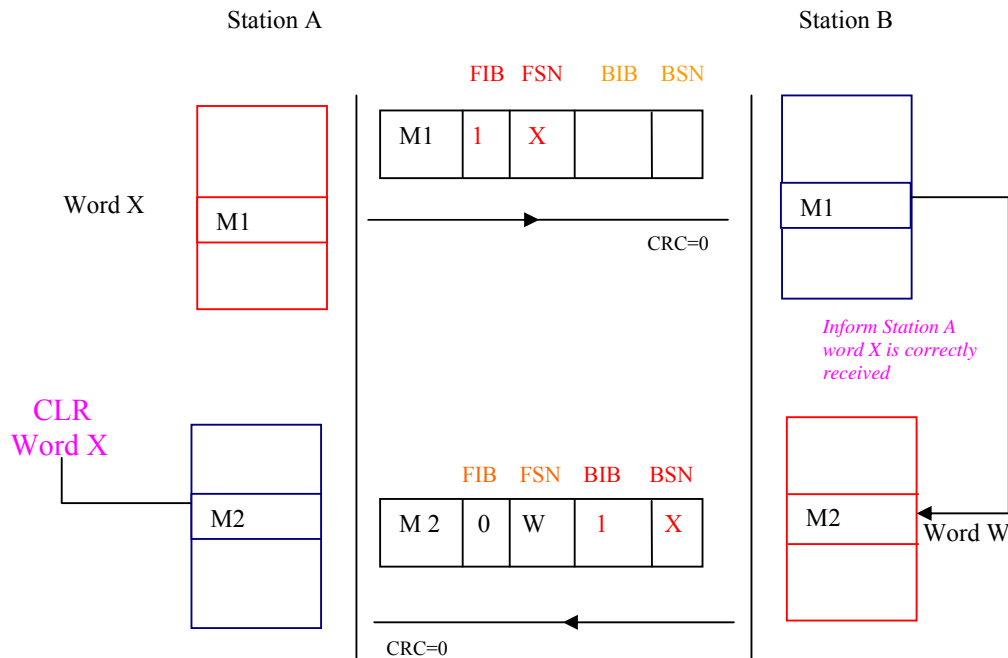 Station A
Station B
FIB FSN BIB BSN
M1 1 X
Word X
M1
M1
CRC=0
Inform Station A
word X is correctly
received
CLR
Word X
FIB FSN BIB BSN
M2
M 2 0 W 1 X
M2
Word W
CRC=0